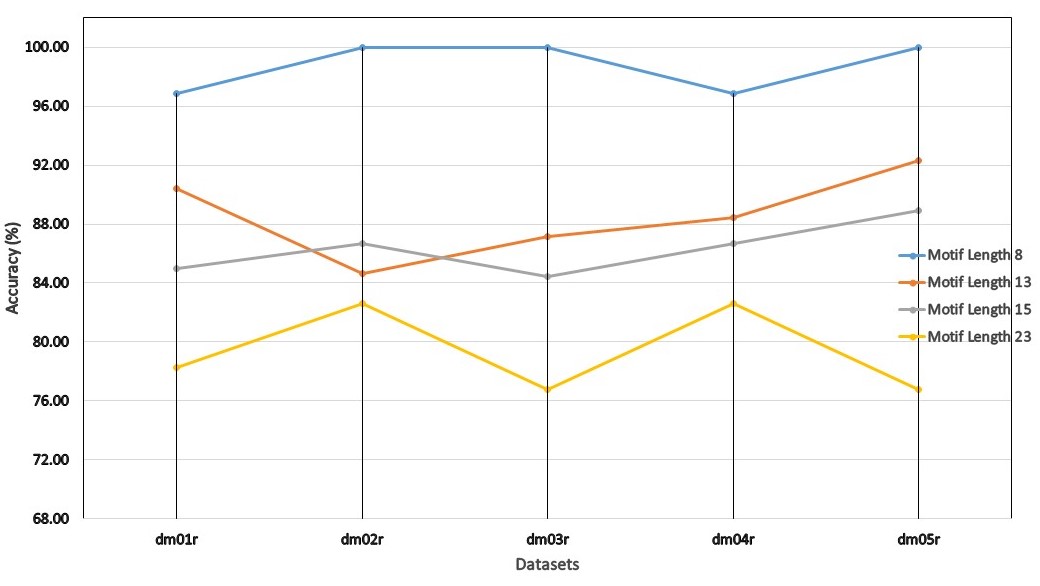 100.00
96.00
92.00
88.00
84.00
80.00
76.00
72.00
68.00
Accuracy (%)
dm01r dm02r dm03r dm04r dm05r
Datasets
Motif Length 8
Motif Length 13
Motif Length 15
Motif Length 23